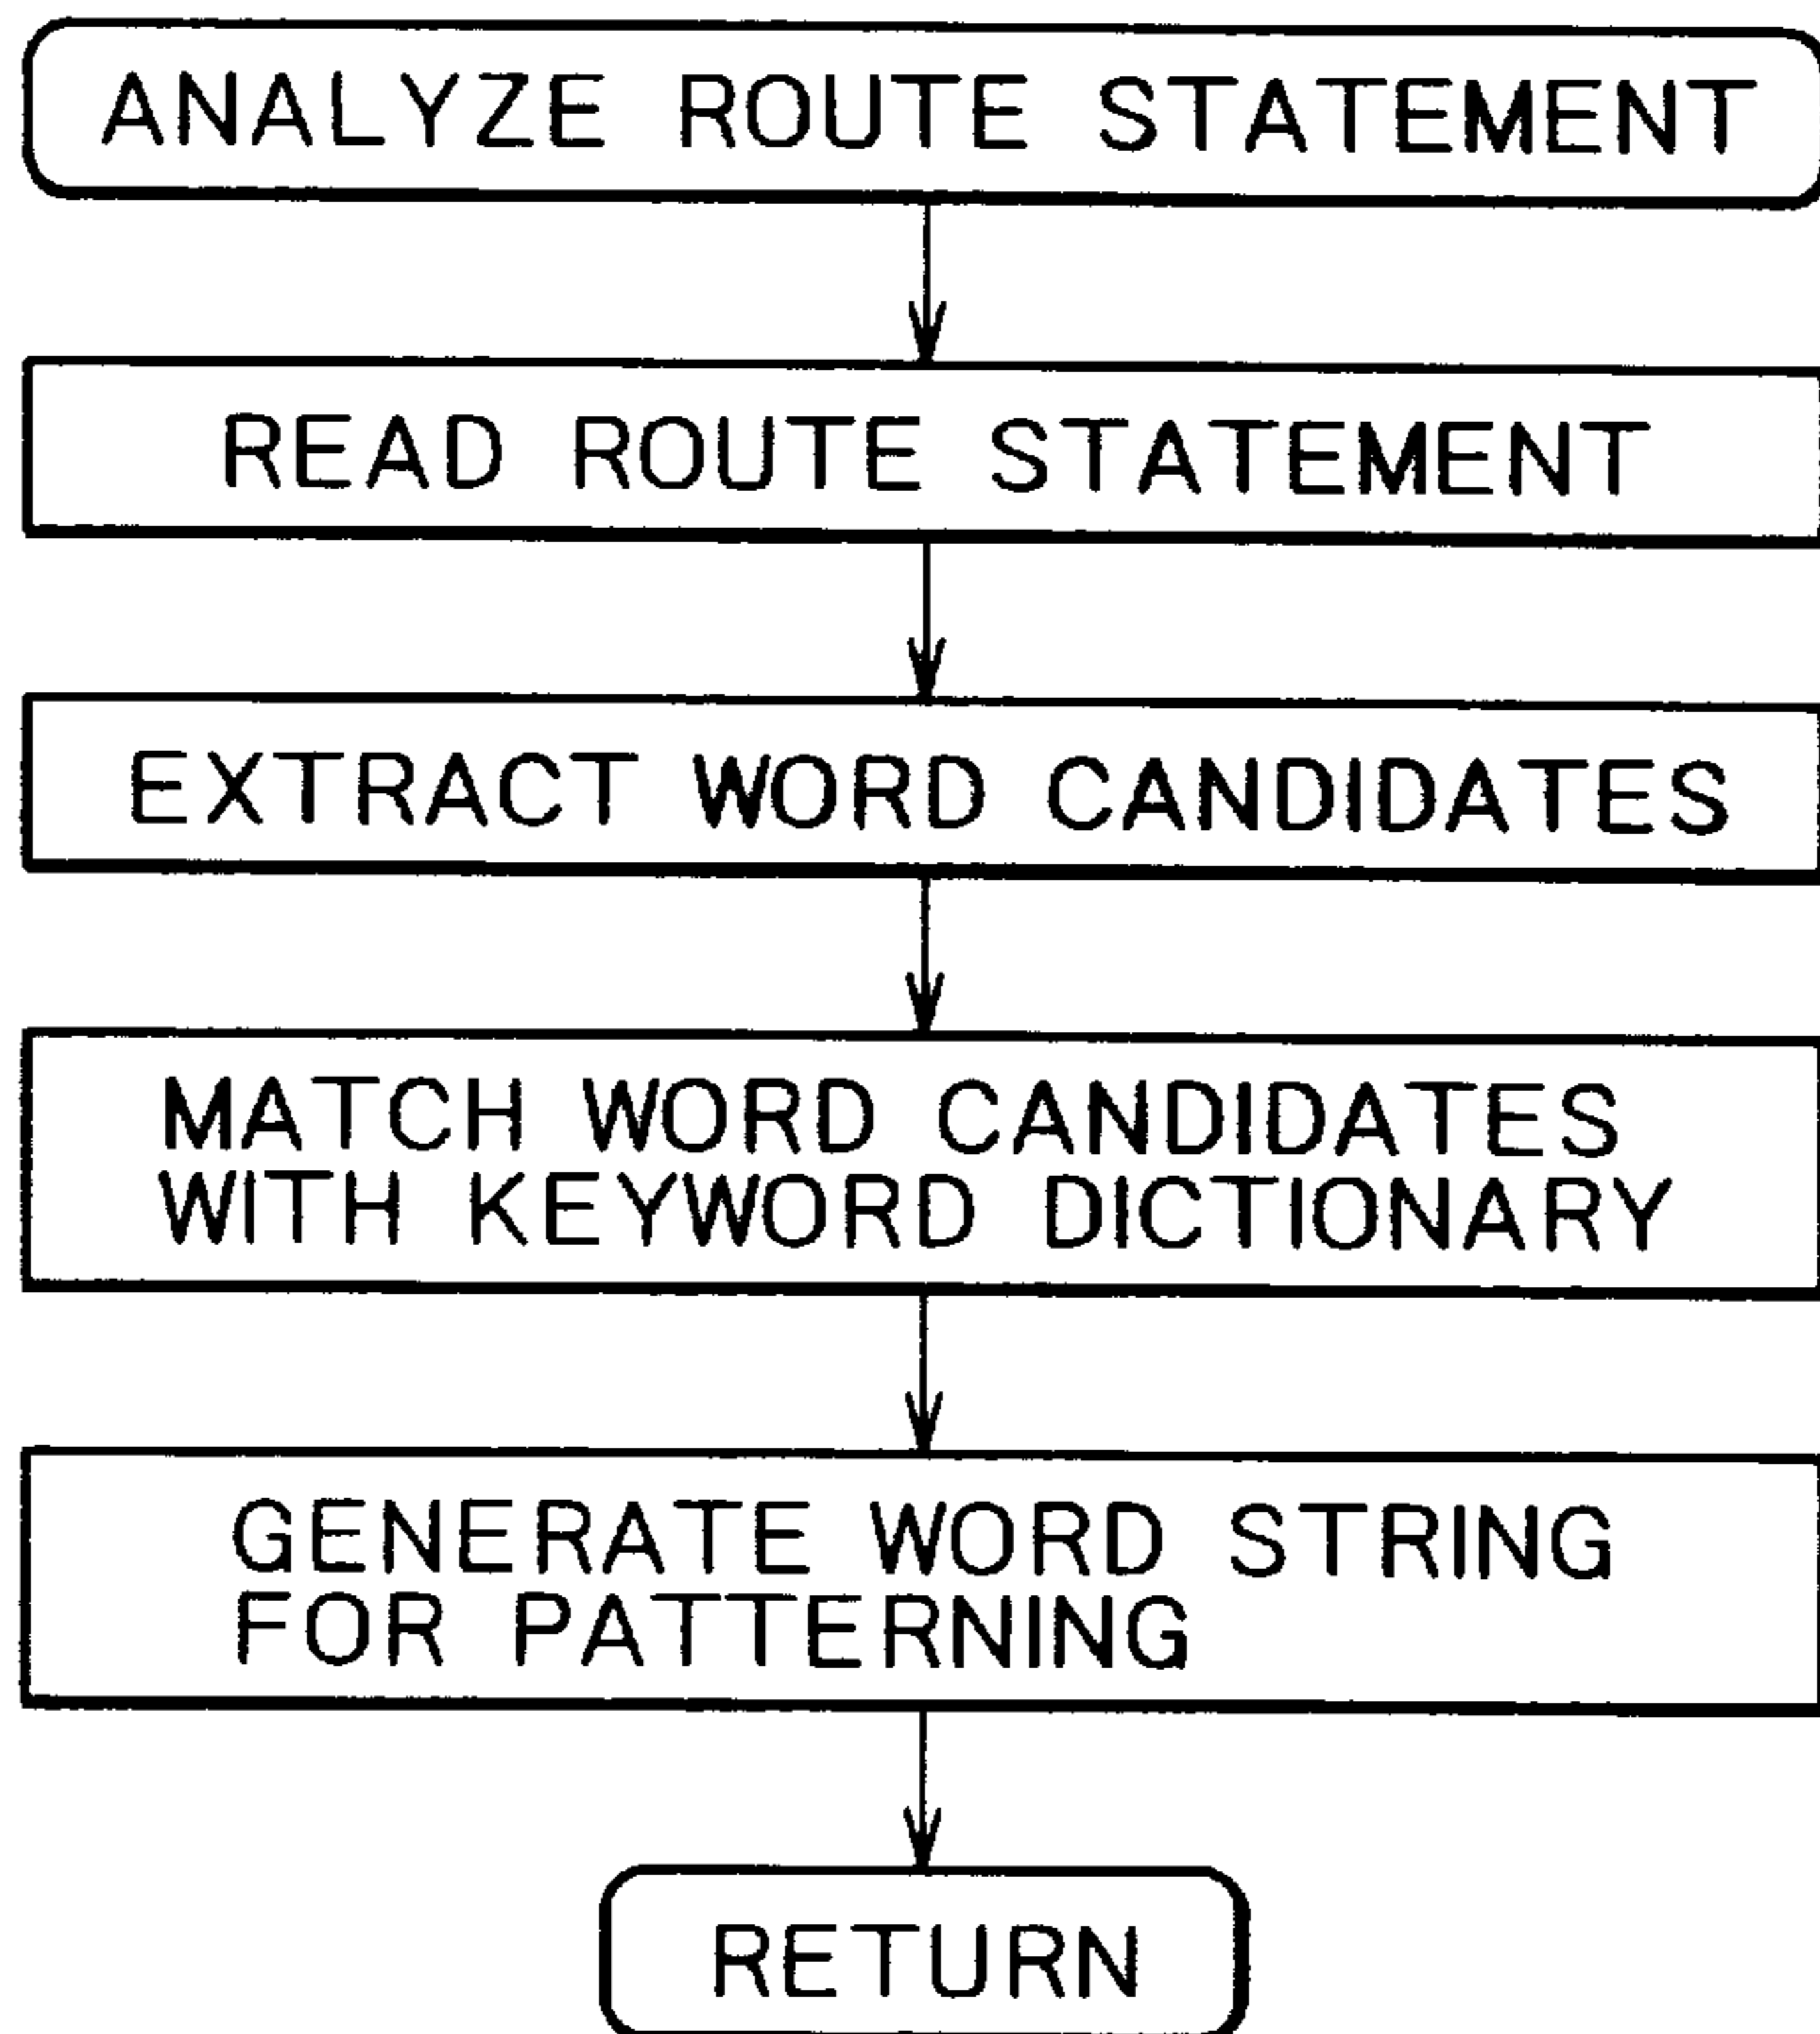 ANALYZE ROUTE STATEMENT
READ ROUTE STATEMENT
EXTRACT WORD CANDIDATES
MATCH WORD CANDIDATES
WITH KEYWORD DICTIONARY
GENERATE WORD STRING
FOR PATTERNING
RETURN